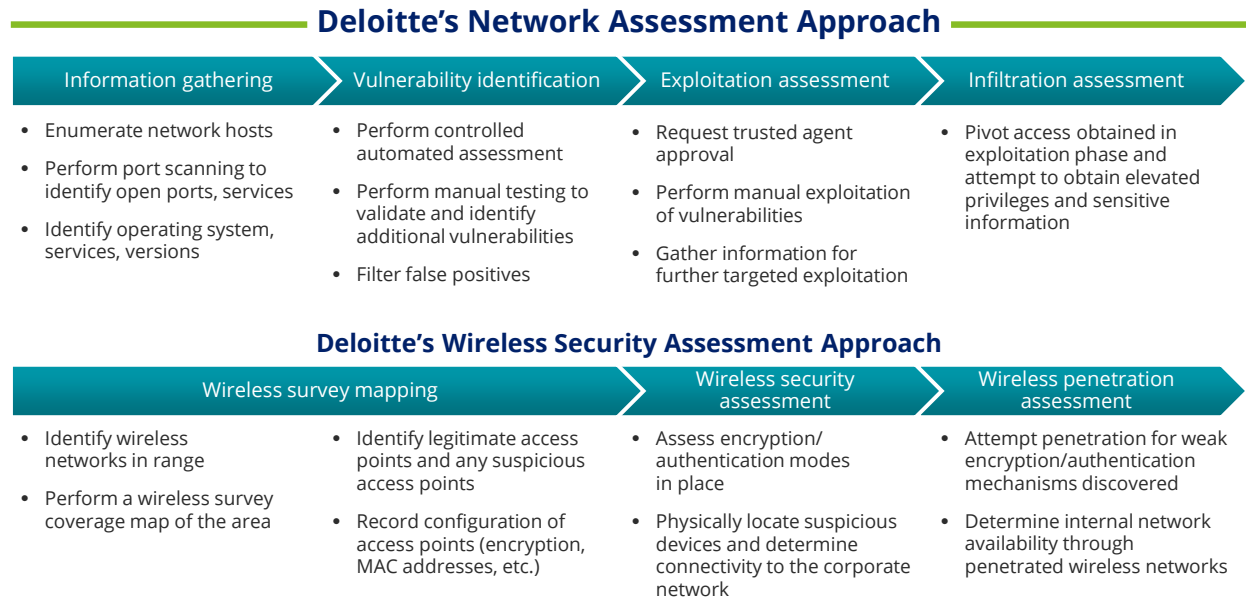 Deloitte's Network Assessment Approach
Information gathering
Vulnerability identification
Exploitation assessment
Infiltration assessment
• Enumerate network hosts
• Perform port scanning to
identify open ports, services
• Identify operating system,
services, versions
• Perform controlled
automated assessment
• Perform manual testing to
validate and identify
additional vulnerabilities
• Filter false positives
• Request trusted agent
approval
• Perform manual exploitation
of vulnerabilities
• Gather information for
further targeted exploitation
• Pivot access obtained in
exploitation phase and
attempt to obtain elevated
privileges and sensitive
information
Deloitte's Wireless Security Assessment Approach
Wireless survey mapping
Wireless security
assessment
Wireless penetration
assessment
• Identify wireless
networks in range
• Perform a wireless survey
coverage map of the area
• Identify legitimate access
points and any suspicious
access points
• Record configuration of
access points (encryption,
MAC addresses, etc.)
• Assess encryption/
authentication modes
in place
• Physically locate suspicious
devices and determine
connectivity to the corporate
network
• Attempt penetration for weak
encryption/authentication
mechanisms discovered
• Determine internal network
availability through
penetrated wireless networks